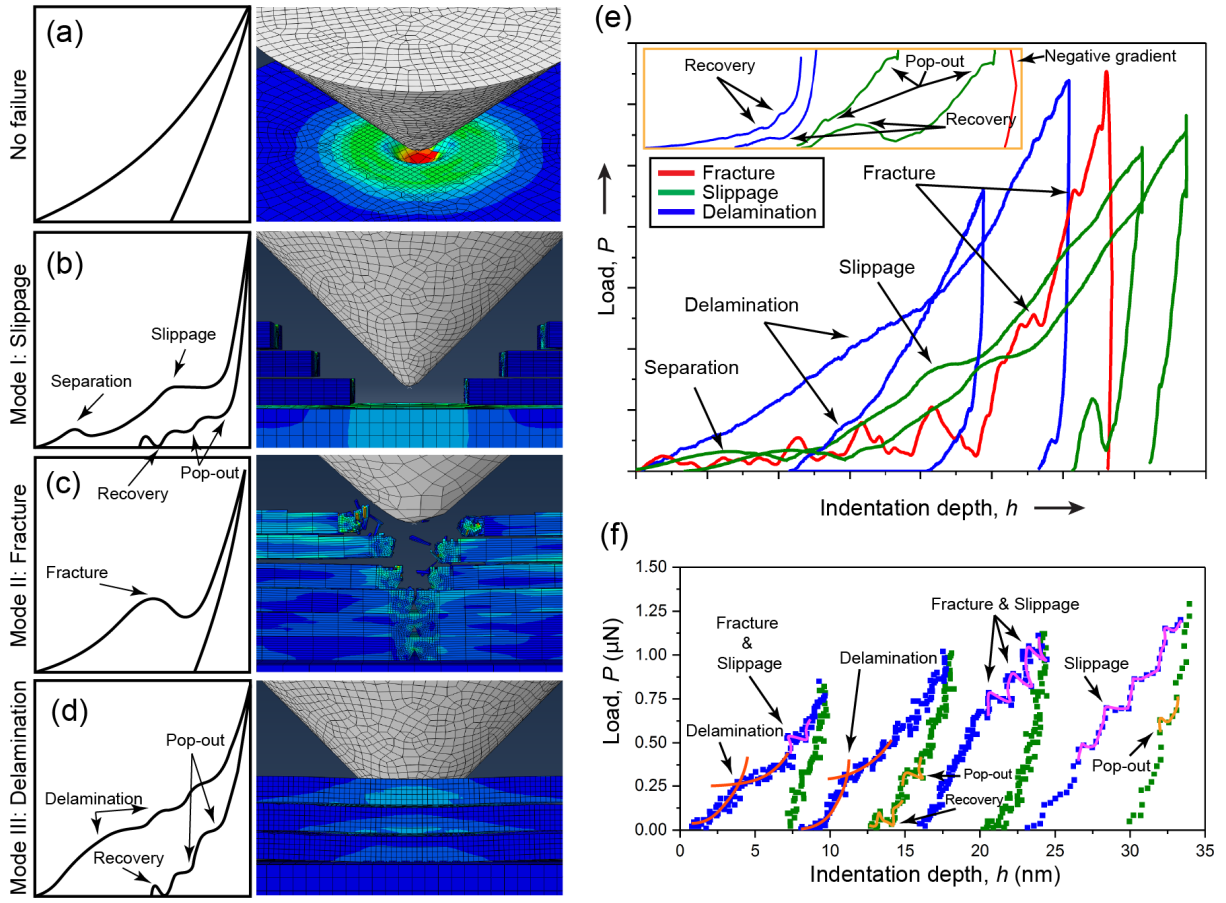 (a)
No failure
(b)
Mode I: Slippage
Slippage
Separation
Pop-out
Recovery
(c)
Mode II: Fracture
Fracture
(d)
Mode III: Delamination
Pop-out
Delamination
Recovery
(e)
Negative gradient
Recovery
Pop-out
Recovery
Fracture
Slippage
Delamination
Fracture
Slippage
Delamination
Separation
Load, P
Indentation depth, h
(f)
1.50
1.25
1.00
0.75
0.50
0.25
0.00
Load, P (µN)
Fracture
&
Slippage
Fracture & Slippage
Delamination
Slippage
Delamination
Pop-out
Pop-out
Recovery
0
5
10
15
20
25
30
35
Indentation depth, h (nm)